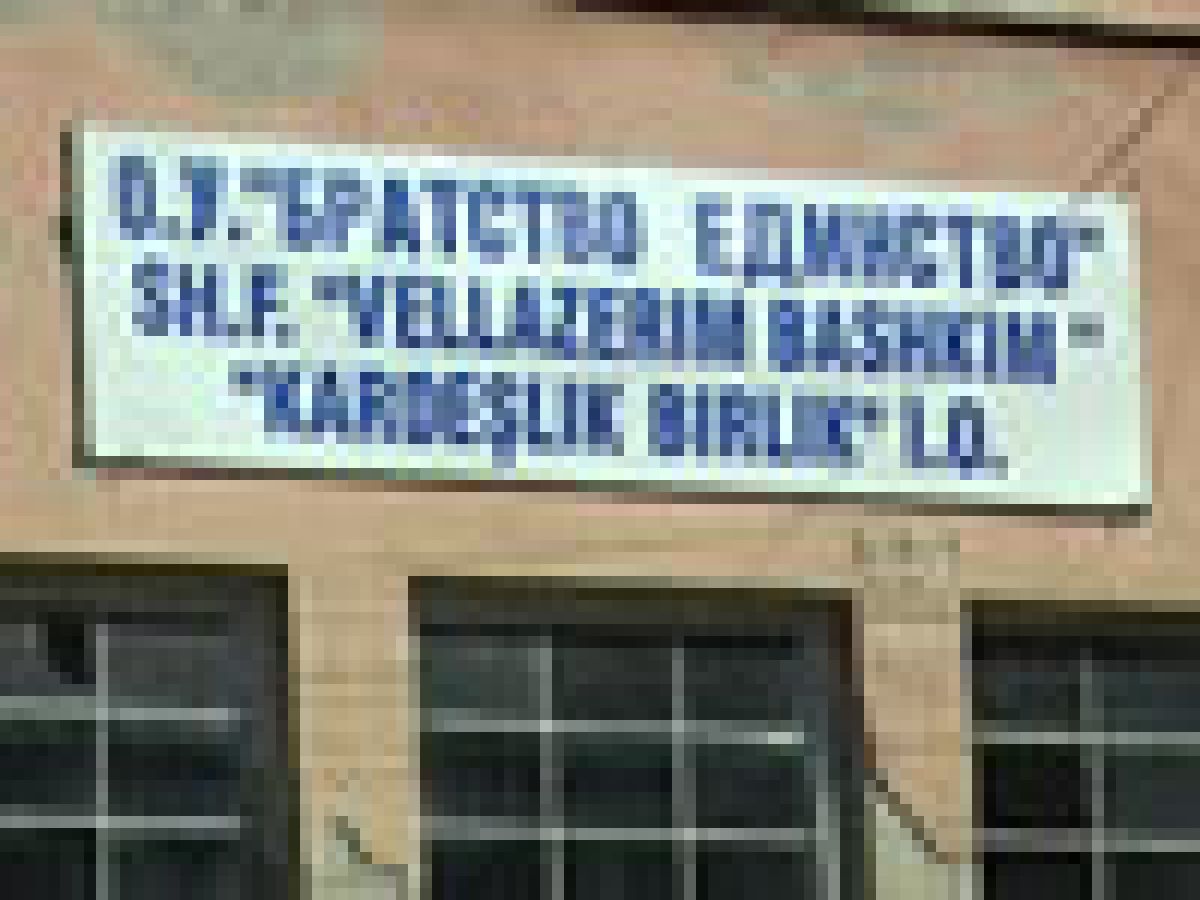 О.У. "БРАТСТВО ЕДИНСТВО"
SH.F. "VELLAZERIM BASHKIM"
"KARDEŞLIK BIRLIK" I.O.